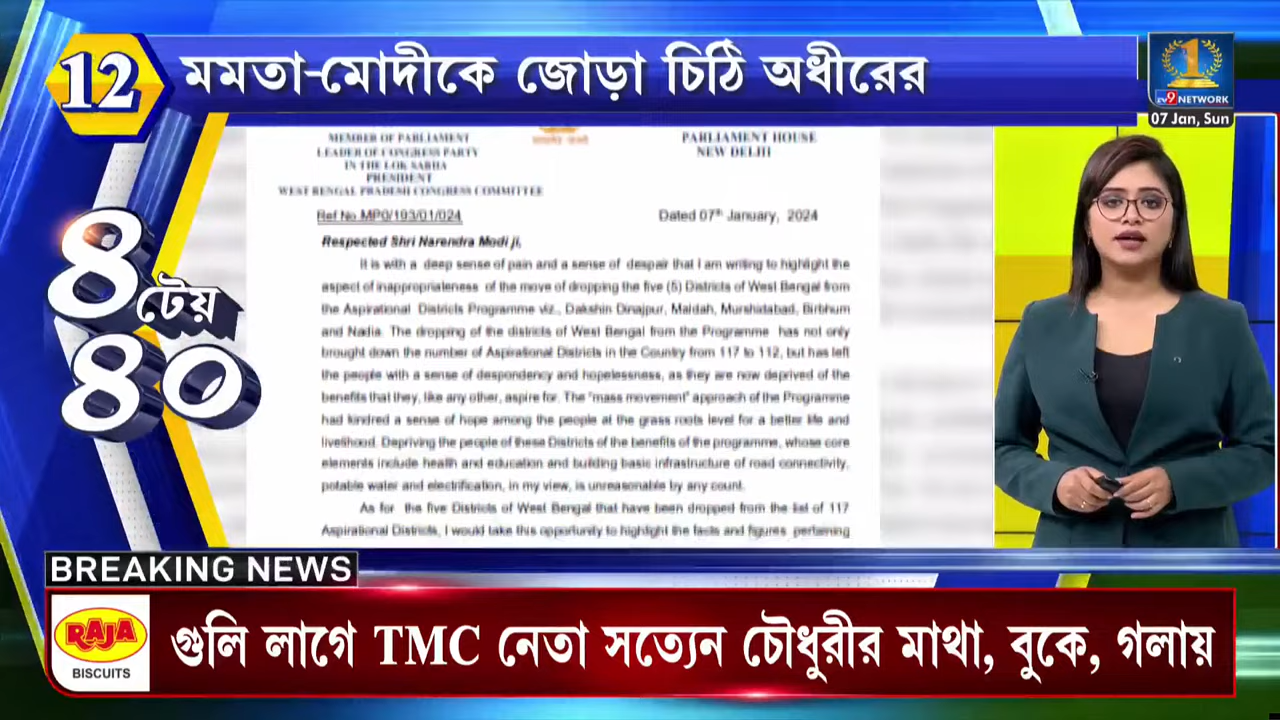 12
মমতা-মোদীকে জোড়া চিঠি অধীরের
1
TV9 NETWORK
07 Jan, Sun
৪টেয়
৪০
MEMBER OF PARLIAMENT
LEADER OF CONGRESS PARTY
IN THE LOK SABHA
PRESIDENT
WEST BENGAL PRADESH CONGRESS COMMITTEE
PARLIAMENT HOUSE
NEW DELHI
Ref No.MP0/193/01/024
Dated 07th January, 2024
Respected Shri Narendra Modi ji,
It is with a deep sense of pain and a sense of despair that I am writing to highlight the
aspect of inappropriateness of the move of dropping the five (5) Districts of West Bengal from
the Aspirational Districts Programme viz., Dakshin Dinajpur, Maldah, Murshidabad, Birbhum
and Nadia. The dropping of the districts of West Bengal from the Programme has not only
brought down the number of Aspirational Districts in the Country from 117 to 112, but has left
the people with a sense of despondency and hopelessness, as they are now deprived of the
benefits that they, like any other, aspire for. The "mass movement" approach of the Programme
had kindred a sense of hope among the people at the grass roots level for a better life and
livelihood. Depriving the people of these Districts of the benefits of the programme, whose core
elements include health and education and building basic infrastructure of road connectivity,
potable water and electrification, in my view, is unreasonable by any count.
As for the five Districts of West Bengal that have been dropped from the list of 117
Aspirational Districts, I would take this opportunity to highlight the facts and figures pertaining
BREAKING NEWS
RAJA
BISCUITS
গুলি লাগে TMC নেতা সত্যেন চৌধুরীর মাথা, বুকে, গলায়